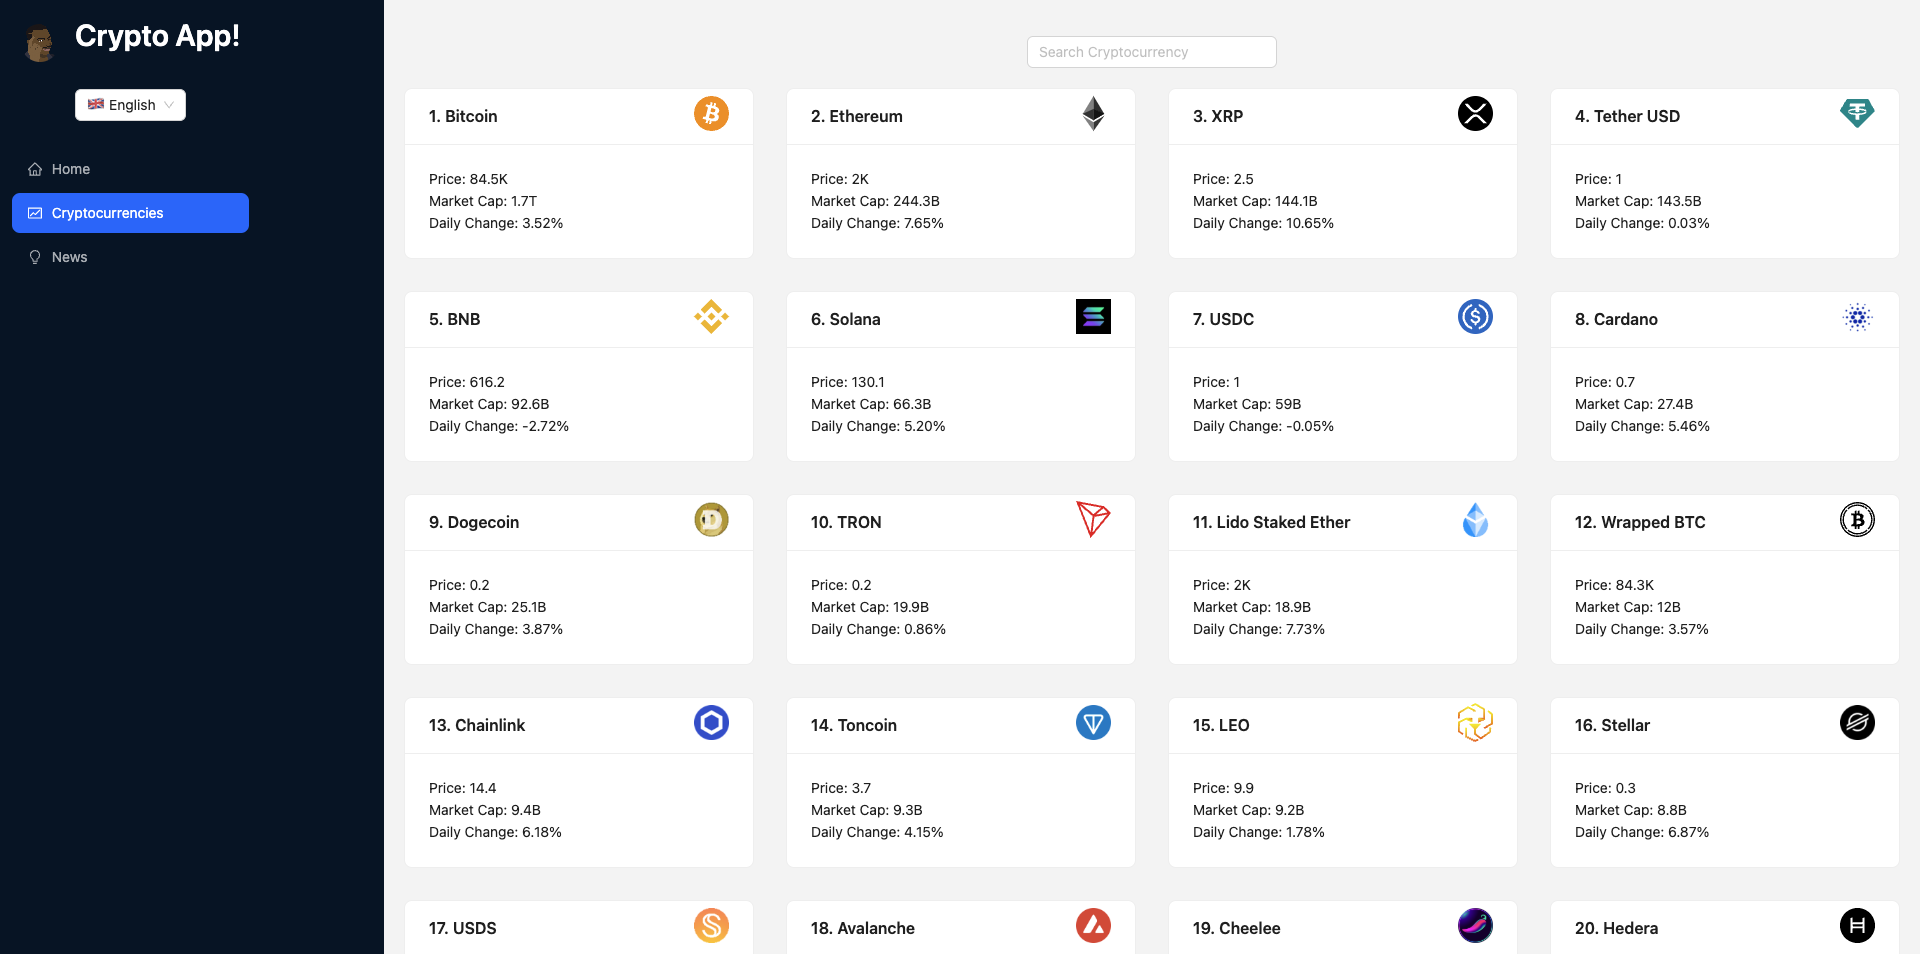 Crypto App!
English
Home
Cryptocurrencies
News
Search Cryptocurrency
1. Bitcoin
Price: 84.5K
Market Cap: 1.7T
Daily Change: 3.52%
2. Ethereum
Price: 2K
Market Cap: 244.3B
Daily Change: 7.65%
3. XRP
Price: 2.5
Market Cap: 144.1B
Daily Change: 10.65%
4. Tether USD
Price: 1
Market Cap: 143.5B
Daily Change: 0.03%
5. BNB
Price: 616.2
Market Cap: 92.6B
Daily Change: -2.72%
6. Solana
Price: 130.1
Market Cap: 66.3B
Daily Change: 5.20%
7. USDC
Price: 1
Market Cap: 59B
Daily Change: -0.05%
8. Cardano
Price: 0.7
Market Cap: 27.4B
Daily Change: 5.46%
9. Dogecoin
Price: 0.2
Market Cap: 25.1B
Daily Change: 3.87%
10. TRON
Price: 0.2
Market Cap: 19.9B
Daily Change: 0.86%
11. Lido Staked Ether
Price: 2K
Market Cap: 18.9B
Daily Change: 7.73%
12. Wrapped BTC
Price: 84.3K
Market Cap: 12B
Daily Change: 3.57%
13. Chainlink
Price: 14.4
Market Cap: 9.4B
Daily Change: 6.18%
14. Toncoin
Price: 3.7
Market Cap: 9.3B
Daily Change: 4.15%
15. LEO
Price: 9.9
Market Cap: 9.2B
Daily Change: 1.78%
16. Stellar
Price: 0.3
Market Cap: 8.8B
Daily Change: 6.87%
17. USDS
18. Avalanche
19. Cheelee
20. Hedera